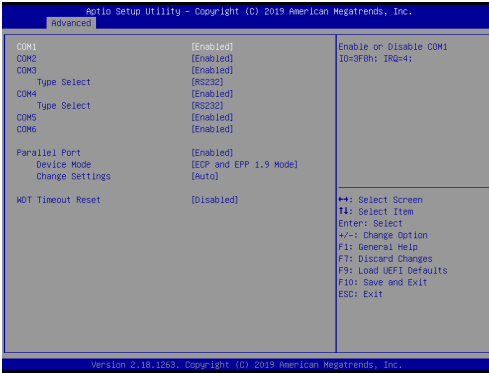 Aptio Setup Utility – Copyright (C) 2019 American Megatrends, Inc.
Advanced
COM1 [Enabled]
COM2 [Enabled]
COM3 [Enabled]
Type Select [RS232]
COM4 [Enabled]
Type Select [RS232]
COM5 [Enabled]
COM6 [Enabled]
Parallel Port [Enabled]
Device Mode [ECP and EPP 1.9 Mode]
Change Settings [Auto]
WDT Timeout Reset [Disabled]
Enable or Disable COM1
IO=3F8h; IRQ=4;
↔: Select Screen
↑↓: Select Item
Enter: Select
+/-: Change Option
F1: General Help
F7: Discard Changes
F9: Load UEFI Defaults
F10: Save and Exit
ESC: Exit
Version 2.18.1263. Copyright (C) 2019 American Megatrends, Inc.